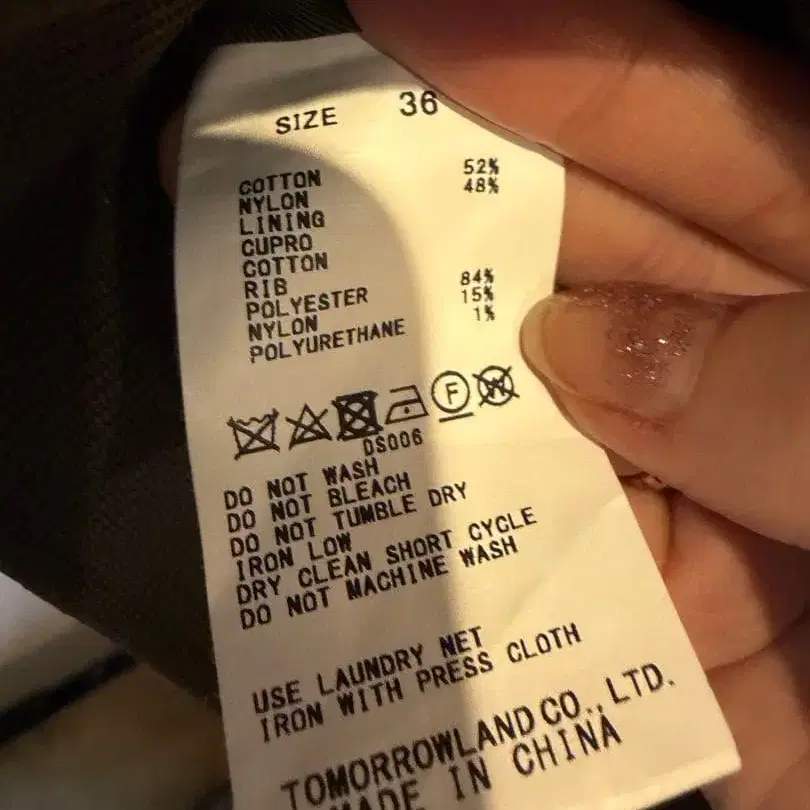 SIZE 36
COTTON 52%
NYLON 48%
LINING
CUPRO
COTTON
RIB
POLYESTER 84%
NYLON 15%
POLYURETHANE 1%
F W
DS006
DO NOT WASH
DO NOT BLEACH
DO NOT TUMBLE DRY
IRON LOW
DRY CLEAN SHORT CYCLE
DO NOT MACHINE WASH
USE LAUNDRY NET
IRON WITH PRESS CLOTH
TOMORROWLAND CO., LTD.
MADE IN CHINA